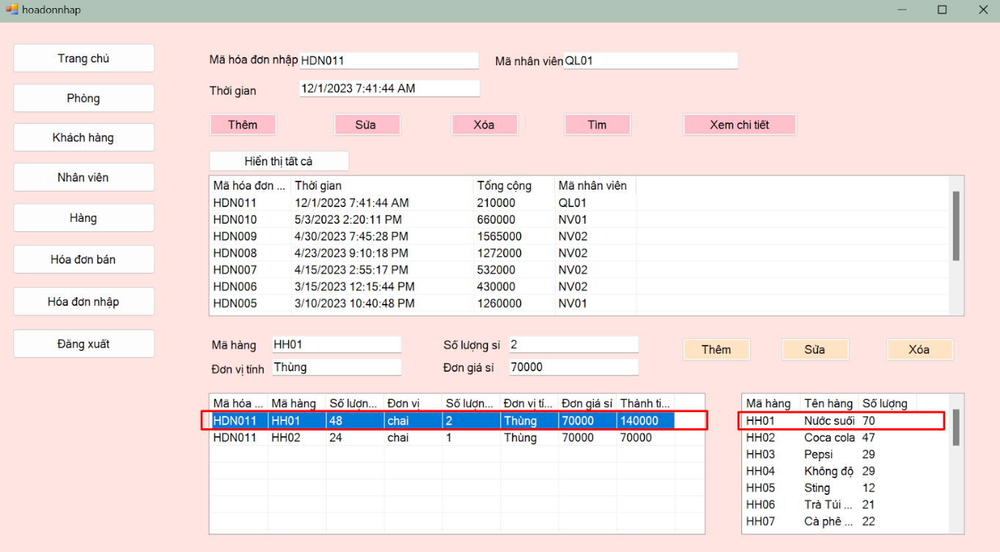 hoadonnhap
Trang chủ
Phòng
Khách hàng
Nhân viên
Hàng
Hóa đơn bán
Hóa đơn nhập
Đăng xuất
Mã hóa đơn nhập HDN011 Mã nhân viên QL01
Thời gian 12/1/2023 7:41:44 AM
Thêm Sửa Xóa Tìm Xem chi tiết
Hiển thị tất cả
Mã hóa đơn ... Thời gian Tổng cộng Mã nhân viên
HDN011 12/1/2023 7:41:44 AM 210000 QL01
HDN010 5/3/2023 2:20:11 PM 660000 NV01
HDN009 4/30/2023 7:45:28 PM 1565000 NV02
HDN008 4/23/2023 9:10:18 PM 1272000 NV02
HDN007 4/15/2023 2:55:17 PM 532000 NV02
HDN006 3/15/2023 12:15:44 PM 430000 NV02
HDN005 3/10/2023 10:40:48 PM 1260000 NV01
Mã hàng HH01 Số lượng sỉ 2
Đơn vị tính Thùng Đơn giá sỉ 70000
Thêm Sửa Xóa
Mã hóa ... Mã hàng Số lượn... Đơn vị Số lượn... Đơn vị tí... Đơn giá sỉ Thành ti...
HDN011 HH01 48 chai 2 Thùng 70000 140000
HDN011 HH02 24 chai 1 Thùng 70000 70000
Mã hàng Tên hàng Số lượng
HH01 Nước suối 70
HH02 Coca cola 47
HH03 Pepsi 29
HH04 Không độ 29
HH05 Sting 12
HH06 Trà Túi ... 21
HH07 Cà phê ... 22